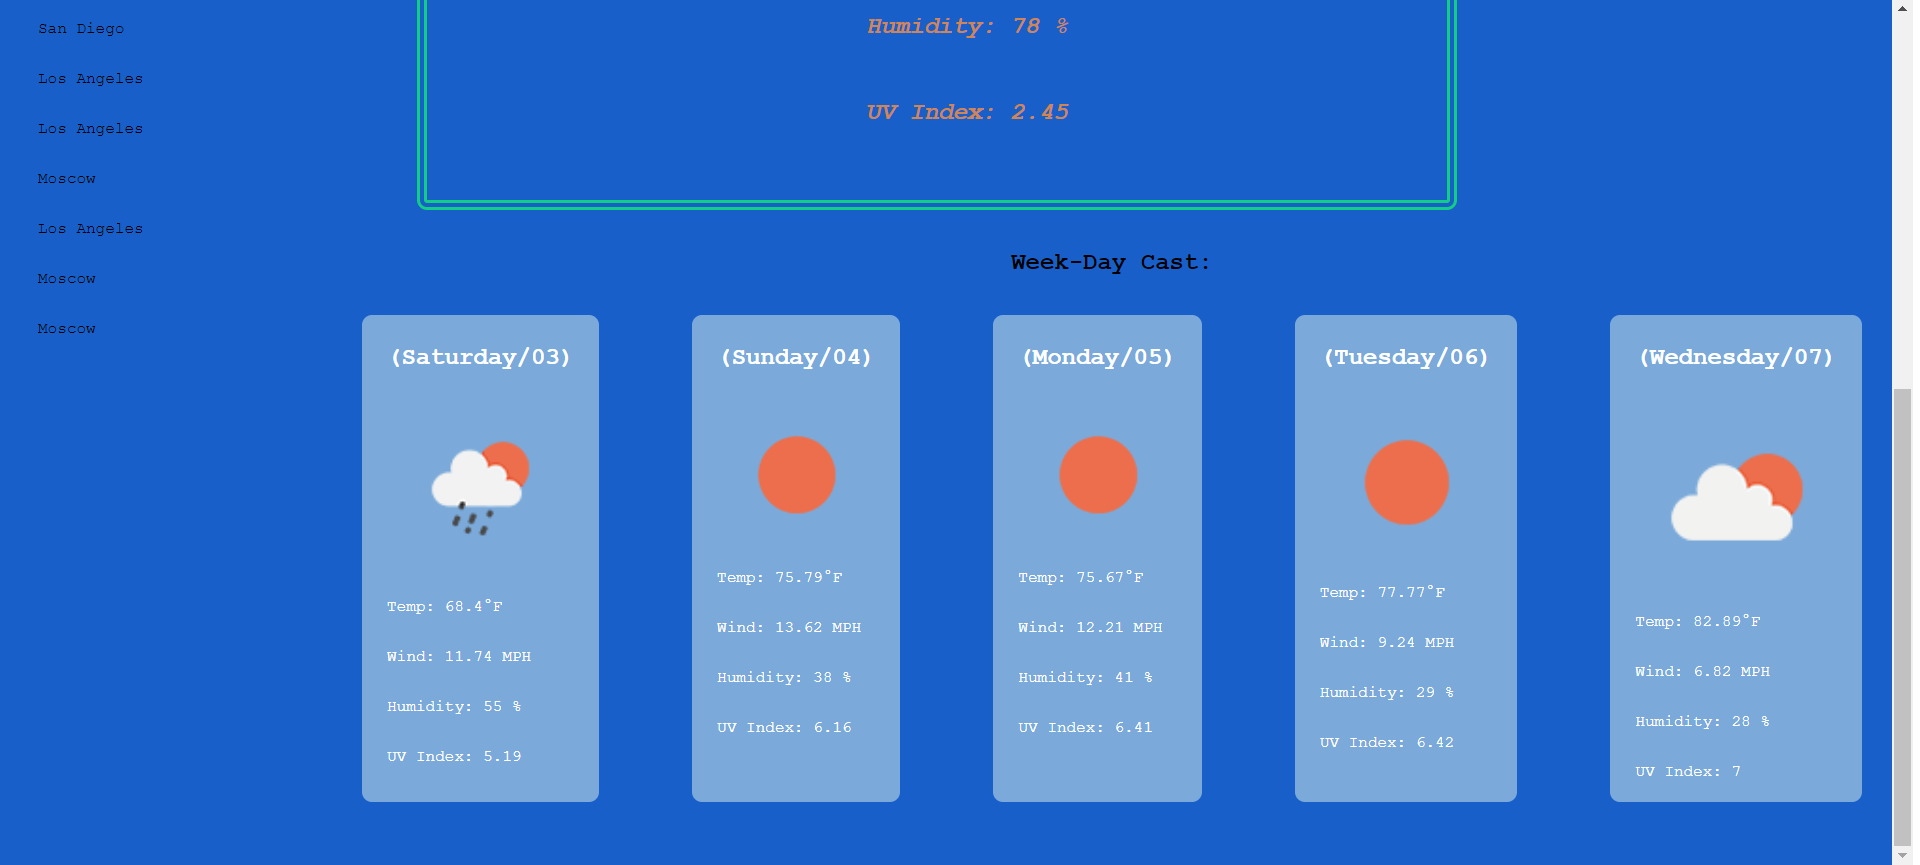 San Diego
Los Angeles
Los Angeles
Moscow
Los Angeles
Moscow
Moscow
Humidity: 78 %
UV Index: 2.45
Week-Day Cast:
(Saturday/03)
Temp: 68.4°F
Wind: 11.74 MPH
Humidity: 55 %
UV Index: 5.19
(Sunday/04)
Temp: 75.79°F
Wind: 13.62 MPH
Humidity: 38 %
UV Index: 6.16
(Monday/05)
Temp: 75.67°F
Wind: 12.21 MPH
Humidity: 41 %
UV Index: 6.41
(Tuesday/06)
Temp: 77.77°F
Wind: 9.24 MPH
Humidity: 29 %
UV Index: 6.42
(Wednesday/07)
Temp: 82.89°F
Wind: 6.82 MPH
Humidity: 28 %
UV Index: 7